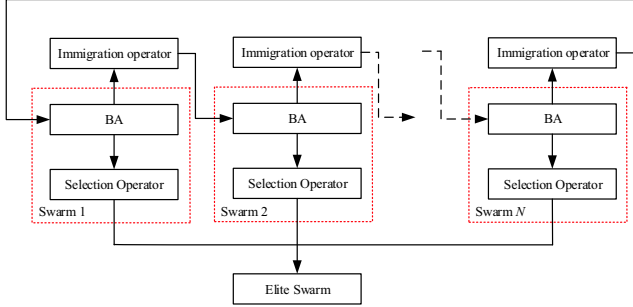 Immigration operator
Immigration operator
Immigration operator
BA
BA
BA
Selection Operator
Selection Operator
Selection Operator
Swarm 1
Swarm 2
Swarm N
Elite Swarm